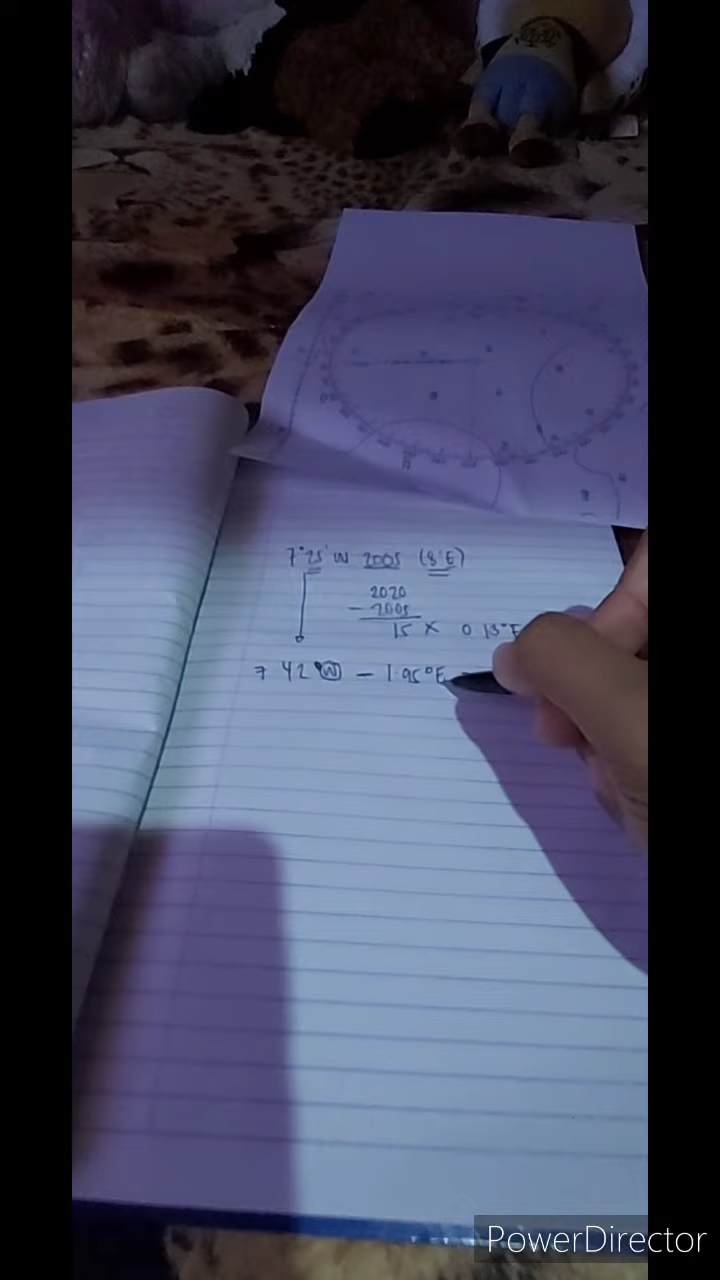 7°25' W 2005 (8'E)
2020
- 2005
15 x 0.13°E
7.42°W - 1.95°E
PowerDirector